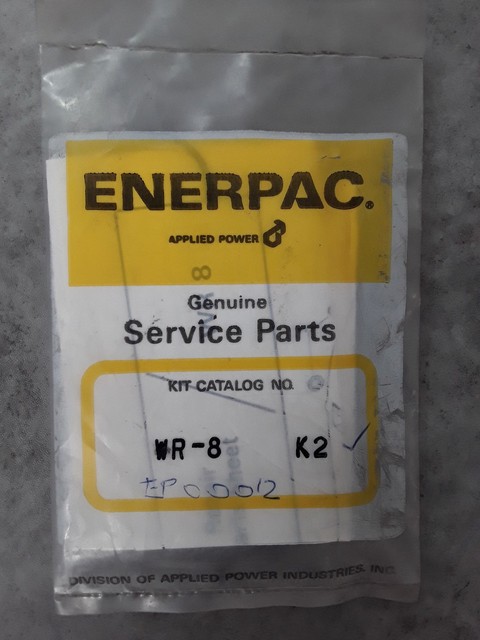 ENERPAC®
APPLIED POWER
Genuine
Service Parts
KIT CATALOG NO.
WR-8 K2 ✓
EP00012
DIVISION OF APPLIED POWER INDUSTRIES, INC.